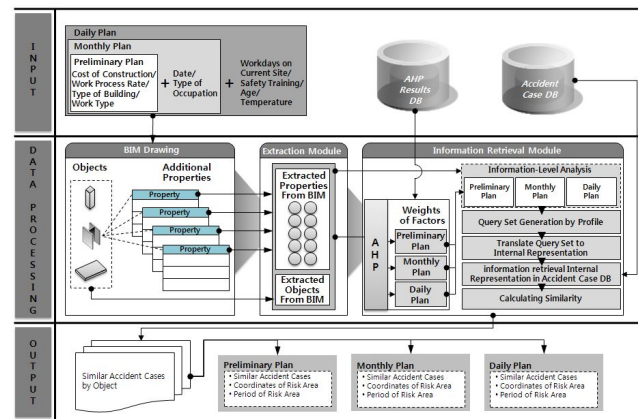 INPUT
Daily Plan
Monthly Plan
Preliminary Plan
Cost of Construction/
Work Process Rate/
Type of Building/
Work Type
+
Date/
Type of
Occupation
+
Workdays on
Current Site/
Safety Training/
Age/
Temperature
AHP
Results
DB
Accident
Case DB
DATA PROCESSING
BIM Drawing
Objects
Additional
Properties
Property
Property
Property
Property
Extraction Module
Extracted
Properties
From BIM
Extracted
Objects
From BIM
Information Retrieval Module
AHP
Weights
of Factors
Preliminary
Plan
Monthly
Plan
Daily
Plan
Information-Level Analysis
Preliminary
Plan
Monthly
Plan
Daily
Plan
Query Set Generation by Profile
Translate Query Set to
Internal Representation
information retrieval Internal
Representation in Accident Case DB
Calculating Similarity
OUTPUT
Similar Accident Cases
by Object
Preliminary Plan
• Similar Accident Cases
• Coordinates of Risk Area
• Period of Risk Area
Monthly Plan
• Similar Accident Cases
• Coordinates of Risk Area
• Period of Risk Area
Daily Plan
• Similar Accident Cases
• Coordinates of Risk Area
• Period of Risk Area